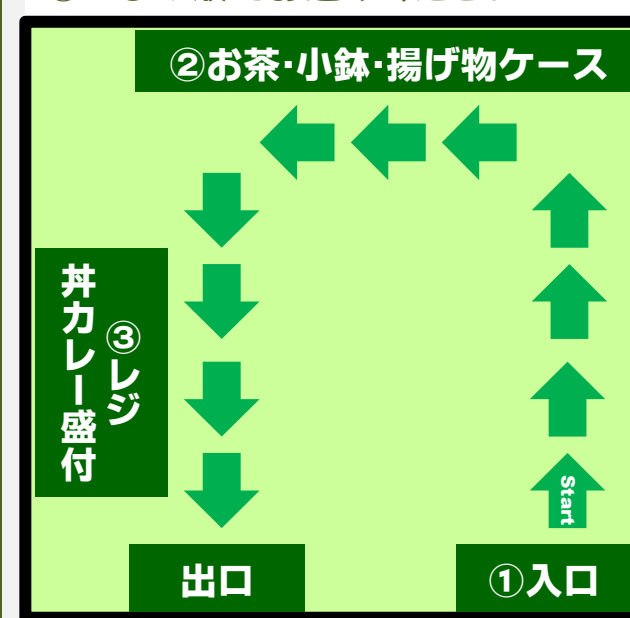 ②お茶・小鉢・揚げ物ケース
③レジ
丼カレー盛付
Start
出口
①入口